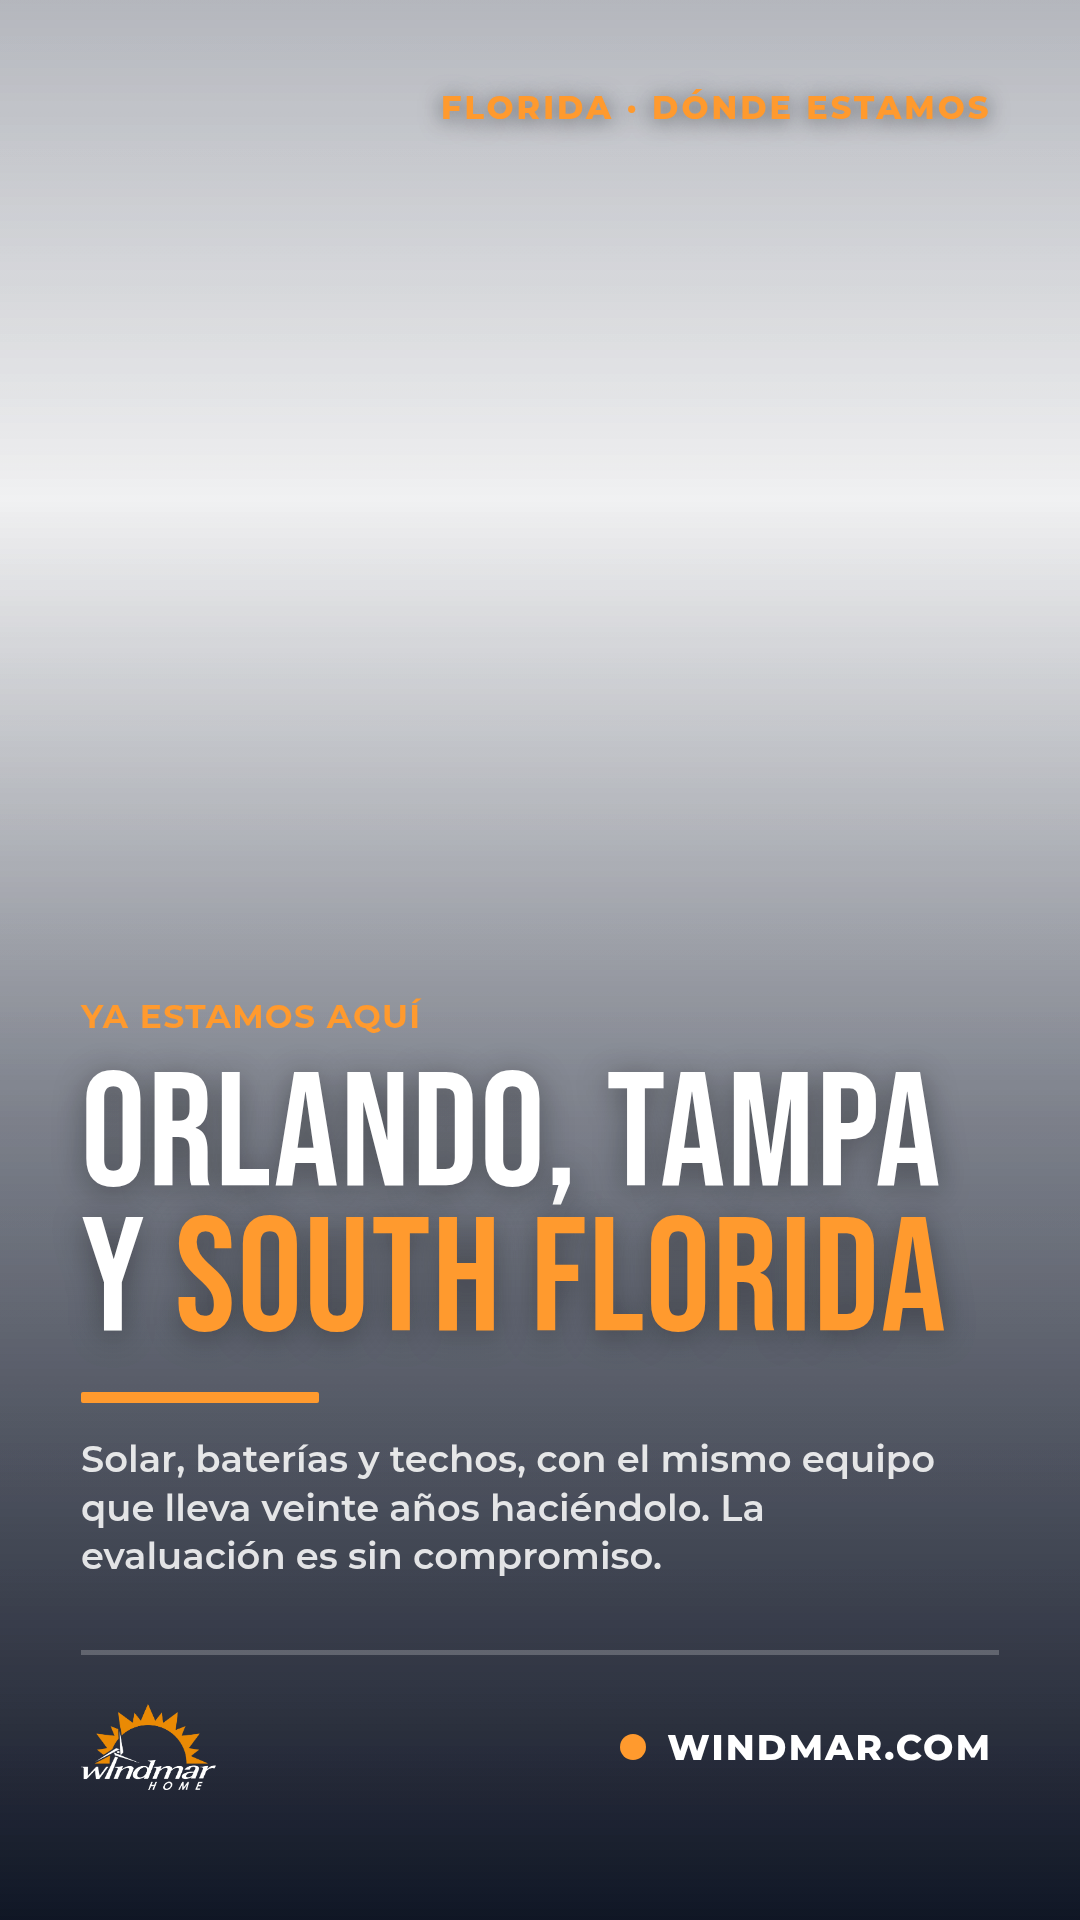 FLORIDA · DÓNDE ESTAMOS
YA ESTAMOS AQUÍ
ORLANDO, TAMPA
Y SOUTH FLORIDA
Solar, baterías y techos, con el mismo equipo
que lleva veinte años haciéndolo. La
evaluación es sin compromiso.
windmar
HOME
WINDMAR.COM